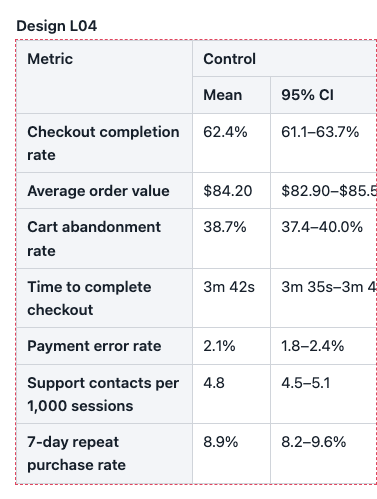 Design L04
Metric Control
Mean 95% CI
Checkout completion 62.4% 61.1–63.7%
rate
Average order value $84.20 $82.90–$85.5
Cart abandonment 38.7% 37.4–40.0%
rate
Time to complete 3m 42s 3m 35s–3m 4
checkout
Payment error rate 2.1% 1.8–2.4%
Support contacts per 4.8 4.5–5.1
1,000 sessions
7-day repeat 8.9% 8.2–9.6%
purchase rate